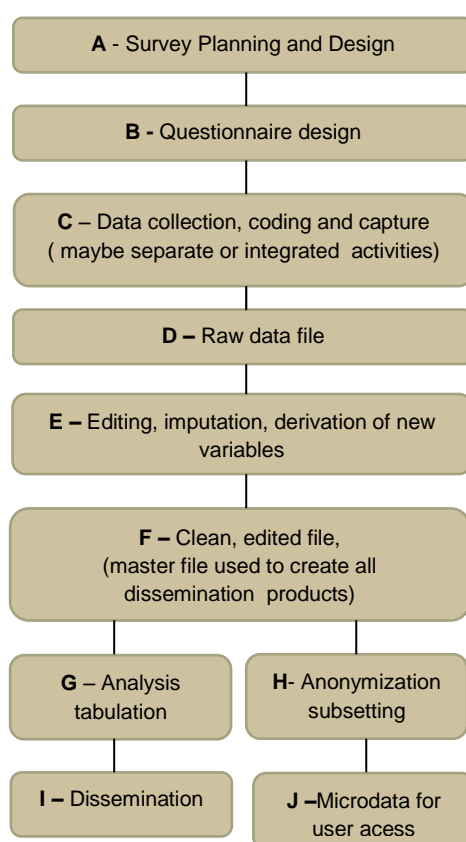 A - Survey Planning and Design
B - Questionnaire design
C – Data collection, coding and capture
( maybe separate or integrated activities)
D – Raw data file
E – Editing, imputation, derivation of new
variables
F – Clean, edited file,
(master file used to create all
dissemination products)
G – Analysis
tabulation
H- Anonymization
subsetting
I – Dissemination
J –Microdata for
user acess